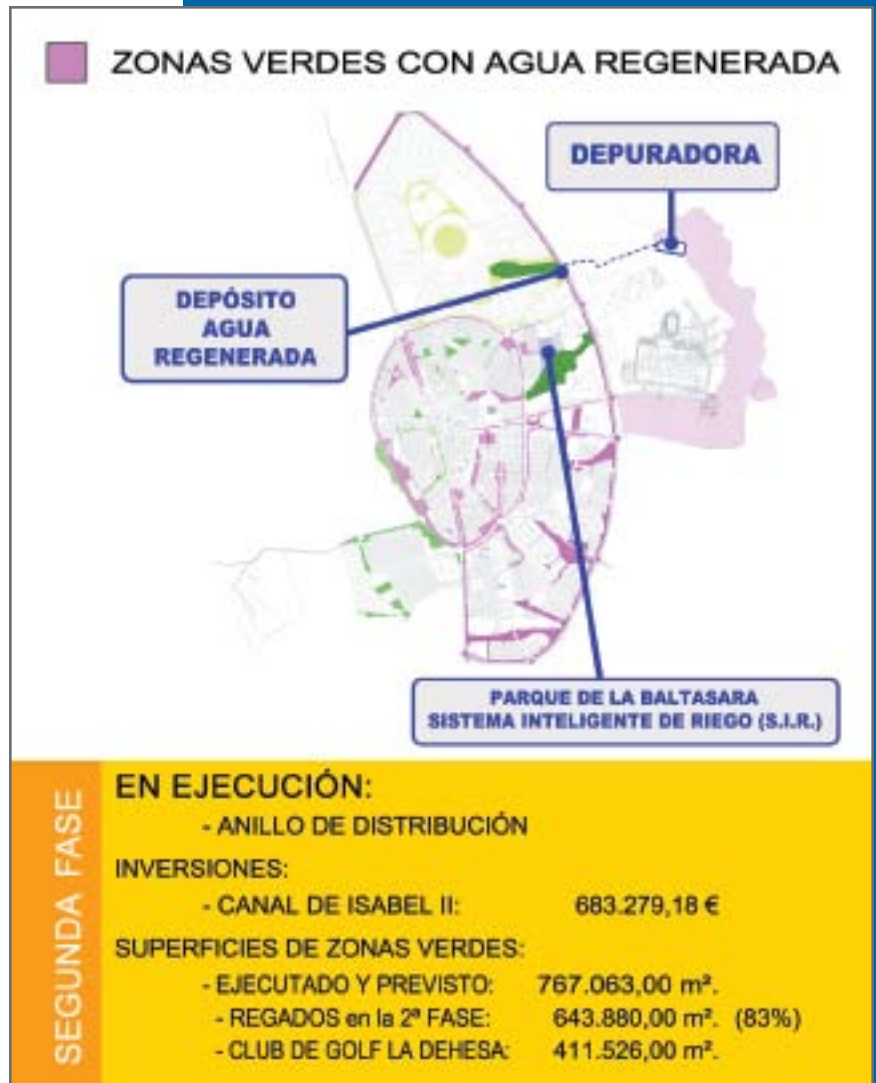 ZONAS VERDES CON AGUA REGENERADA
DEPURADORA
DEPÓSITO
AGUA
REGENERADA
PARQUE DE LA BALTASARA
SISTEMA INTELIGENTE DE RIEGO (S.I.R.)
SEGUNDA FASE
EN EJECUCIÓN:
- ANILLO DE DISTRIBUCIÓN
INVERSIONES:
- CANAL DE ISABEL II: 683.279,18 €
SUPERFICIES DE ZONAS VERDES:
- EJECUTADO Y PREVISTO: 767.063,00 m².
- REGADOS en la 2ª FASE: 643.880,00 m². (83%)
- CLUB DE GOLF LA DEHESA: 411.526,00 m².